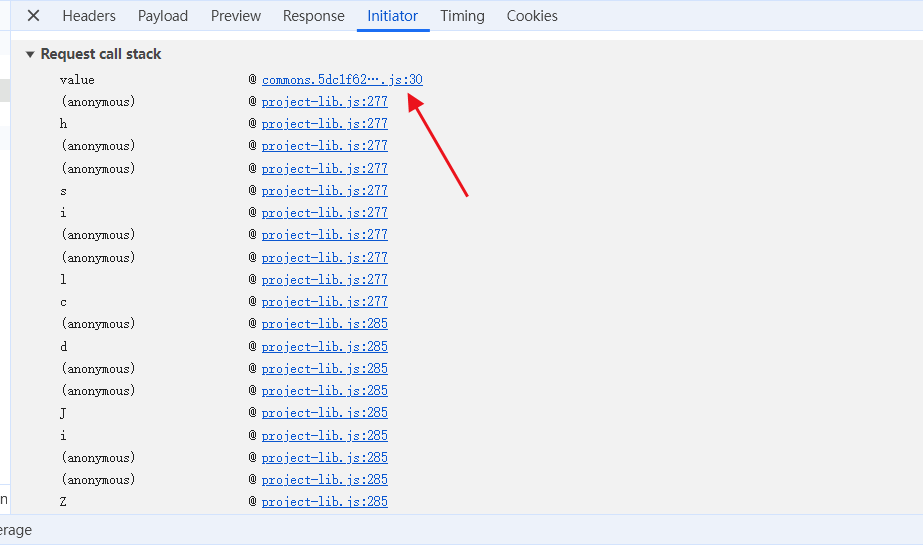 Headers Payload Preview Response Initiator Timing Cookies
Request call stack
value @ commons.5dc1f62….js:30
(anonymous) @ project-lib.js:277
h @ project-lib.js:277
(anonymous) @ project-lib.js:277
(anonymous) @ project-lib.js:277
s @ project-lib.js:277
i @ project-lib.js:277
(anonymous) @ project-lib.js:277
(anonymous) @ project-lib.js:277
l @ project-lib.js:277
c @ project-lib.js:277
(anonymous) @ project-lib.js:285
d @ project-lib.js:285
(anonymous) @ project-lib.js:285
(anonymous) @ project-lib.js:285
J @ project-lib.js:285
i @ project-lib.js:285
(anonymous) @ project-lib.js:285
(anonymous) @ project-lib.js:285
n
Z @ project-lib.js:285
erage